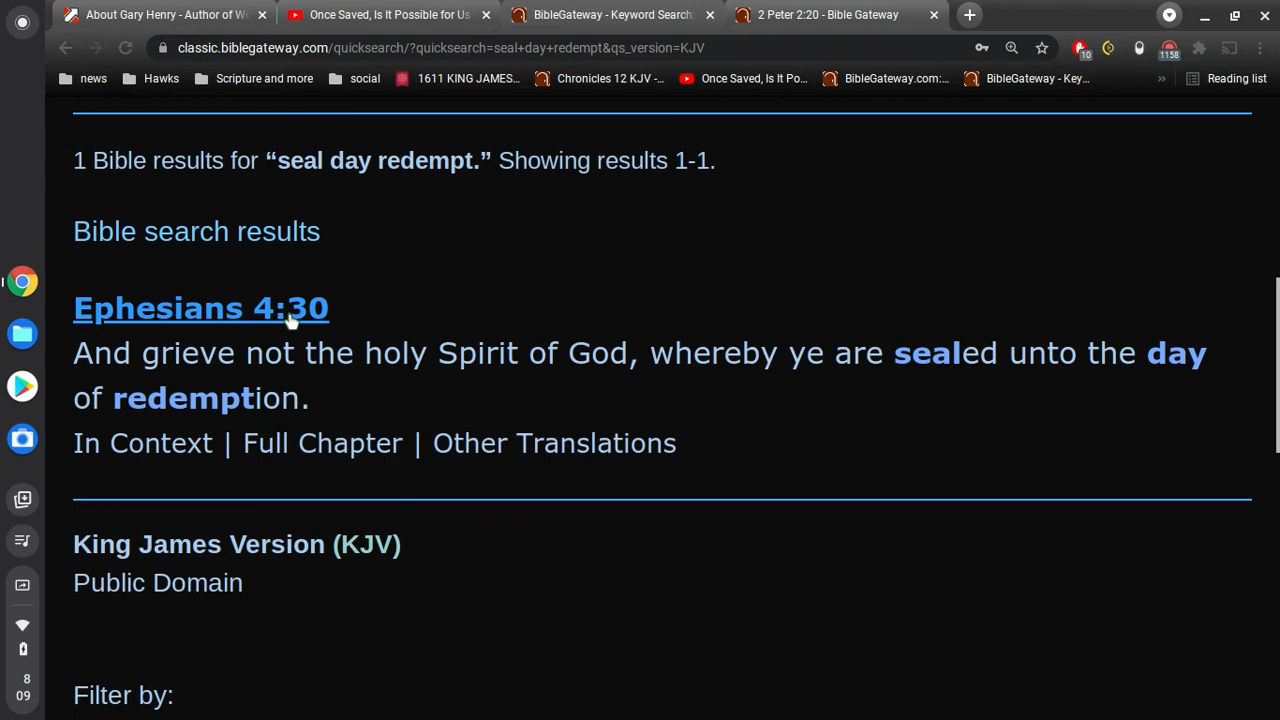 About Gary Henry - Author of Wo
Once Saved, Is It Possible for Us
BibleGateway - Keyword Search:
2 Peter 2:20 - Bible Gateway
classic.biblegateway.com/quicksearch/?quicksearch=seal+day+redempt&qs_version=KJV
10
1158
news
Hawks
Scripture and more
social
1611 KING JAMES...
Chronicles 12 KJV -...
Once Saved, Is It Po...
BibleGateway.com:...
BibleGateway - Key...
»
Reading list
1 Bible results for “seal day redempt.” Showing results 1-1.
Bible search results
Ephesians 4:30
And grieve not the holy Spirit of God, whereby ye are sealed unto the day
of redemption.
In Context | Full Chapter | Other Translations
King James Version (KJV)
Public Domain
Filter by:
8
09